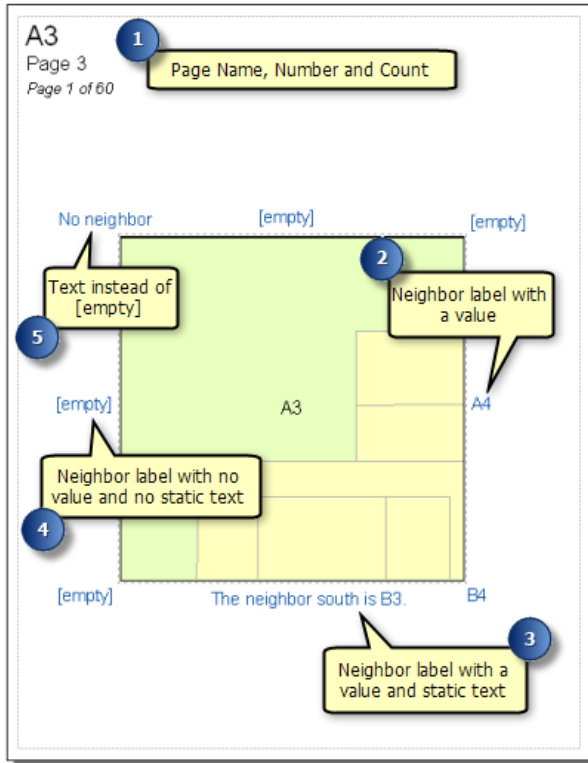 A3
Page 3
Page 1 of 60
1
Page Name, Number and Count
No neighbor
[empty]
[empty]
2
Text instead of
[empty]
5
Neighbor label with
a value
[empty]
A3
A4
Neighbor label with no
value and no static text
4
[empty]
The neighbor south is B3.
B4
3
Neighbor label with a
value and static text